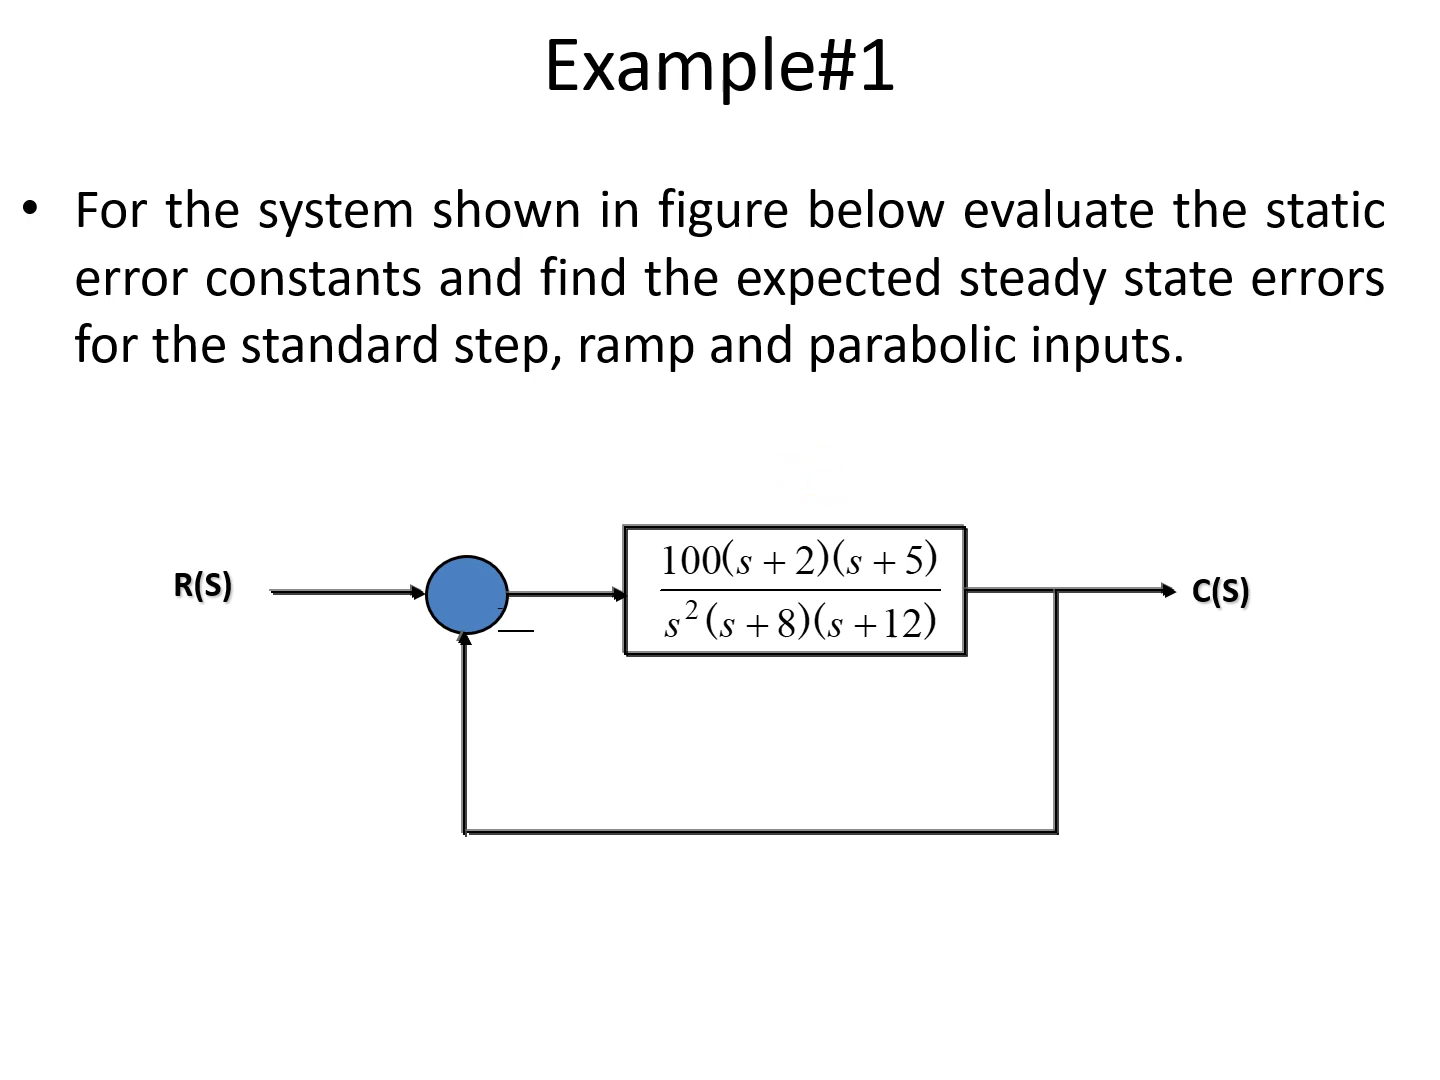 Example#1
• For the system shown in figure below evaluate the static
error constants and find the expected steady state errors
for the standard step, ramp and parabolic inputs.
R(S)
—
100(s + 2)(s + 5)
s²(s + 8)(s + 12)
C(S)